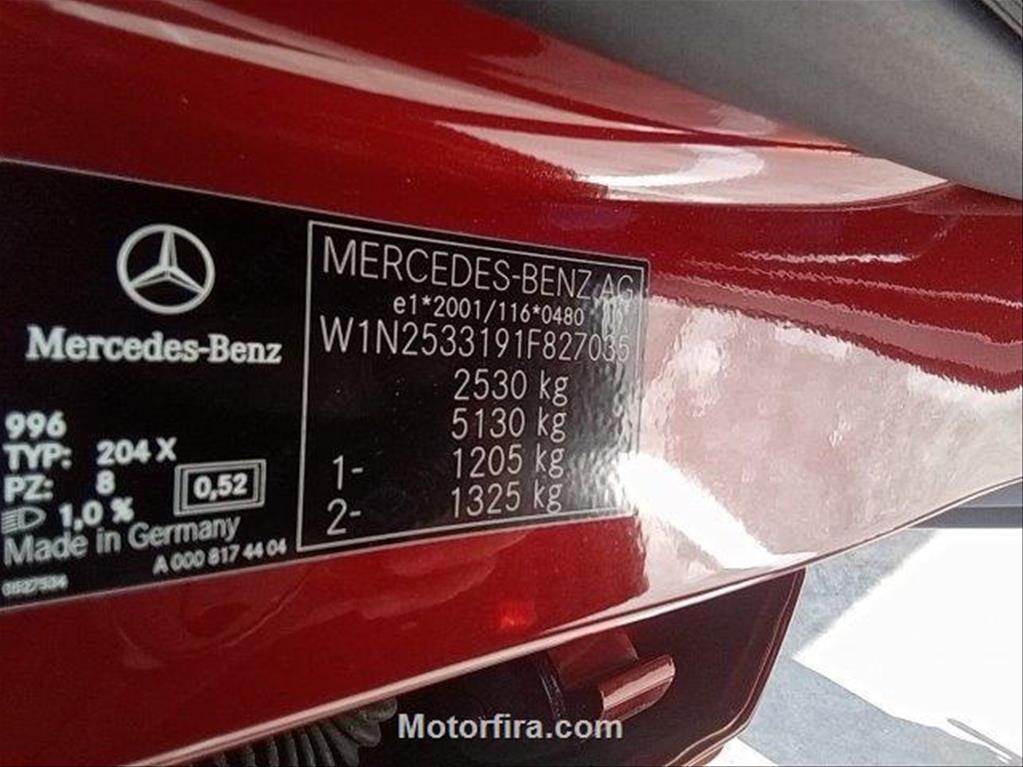 Mercedes-Benz
996
TYP: 204 X
PZ: 8
0,52
1,0 %
Made in Germany
A 000 817 44 04
MERCEDES-BENZ AG
e1*2001/116*0480
W1N2533191F827035
2530 kg
5130 kg
1- 1205 kg
2- 1325 kg
Motorfira.com